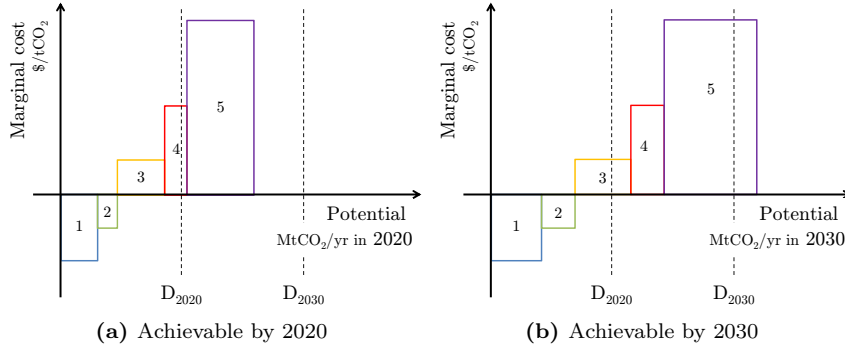 Marginal cost
$/tCO₂
1
2
3
4
5
Potential
MtCO₂/yr in 2020
D₂₀₂₀
D₂₀₃₀
(a) Achievable by 2020
Marginal cost
$/tCO₂
1
2
3
4
5
Potential
MtCO₂/yr in 2030
D₂₀₂₀
D₂₀₃₀
(b) Achievable by 2030